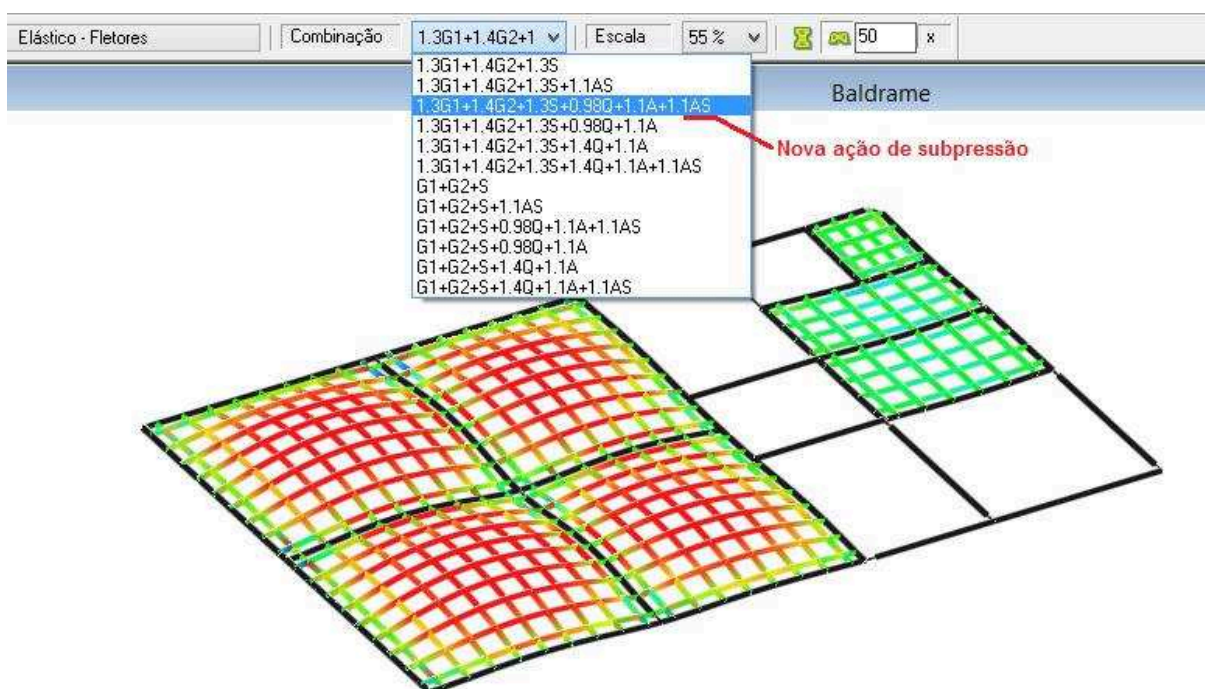 Elástico - Fletores Combinação 1.3G1+1.4G2+1 Escala 55 % 50 x
1.3G1+1.4G2+1.3S
1.3G1+1.4G2+1.3S+1.1AS
Baldrame
1.3G1+1.4G2+1.3S+0.98Q+1.1A+1.1AS
1.3G1+1.4G2+1.3S+0.98Q+1.1A
Nova ação de subpressão
1.3G1+1.4G2+1.3S+1.4Q+1.1A
1.3G1+1.4G2+1.3S+1.4Q+1.1A+1.1AS
G1+G2+S
G1+G2+S+1.1AS
G1+G2+S+0.98Q+1.1A+1.1AS
G1+G2+S+0.98Q+1.1A
G1+G2+S+1.4Q+1.1A
G1+G2+S+1.4Q+1.1A+1.1AS